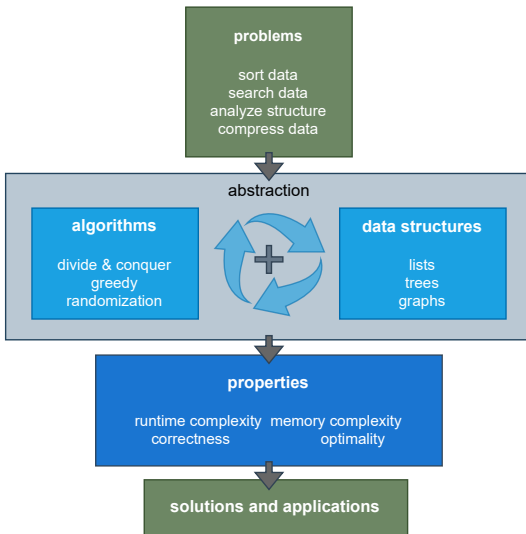 problems
sort data
search data
analyze structure
compress data
abstraction
algorithms
divide & conquer
greedy
randomization
+
data structures
lists
trees
graphs
properties
runtime complexity memory complexity
correctness optimality
solutions and applications